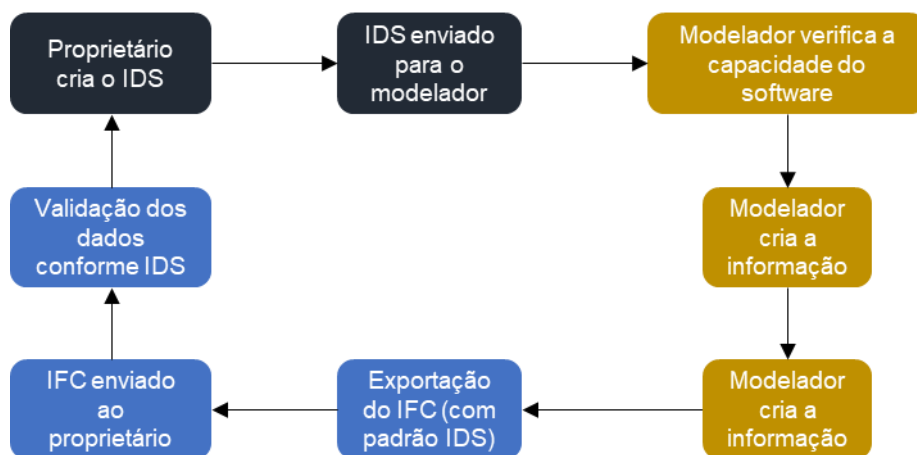 Proprietário
cria o IDS
IDS enviado
para o
modelador
Modelador verifica a
capacidade do
software
Modelador
cria a
informação
Modelador
cria a
informação
Exportação
do IFC (com
padrão IDS)
IFC enviado
ao
proprietário
Validação dos
dados
conforme IDS